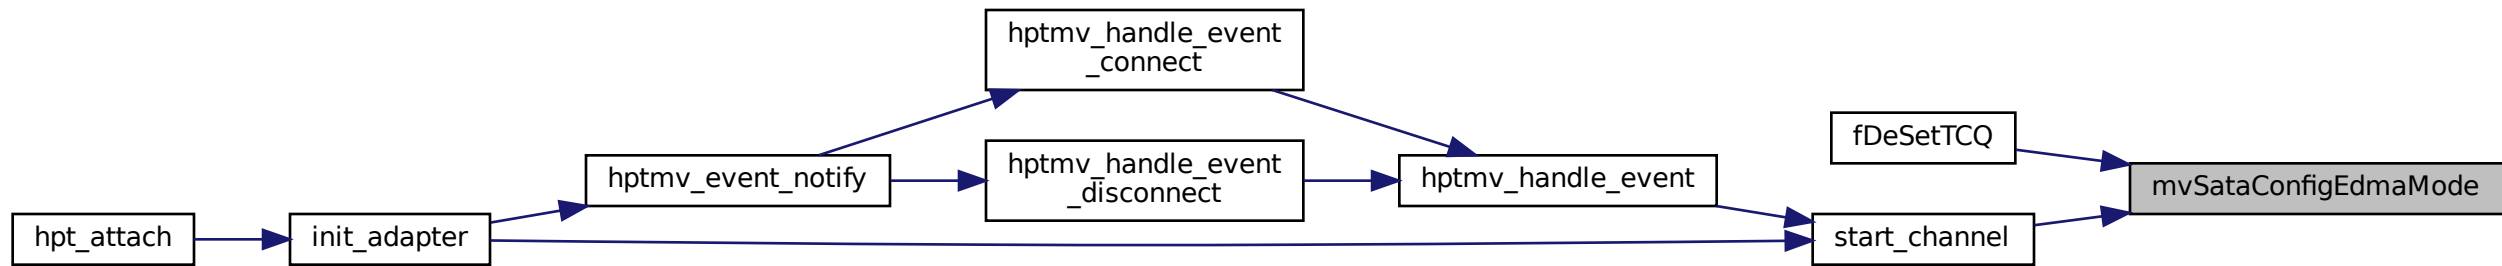 hptmv_handle_event
_connect
fDeSetTCQ
hptmv_handle_event
_disconnect
hptmv_event_notify
hptmv_handle_event
mvSataConfigEdmaMode
hpt_attach
init_adapter
start_channel